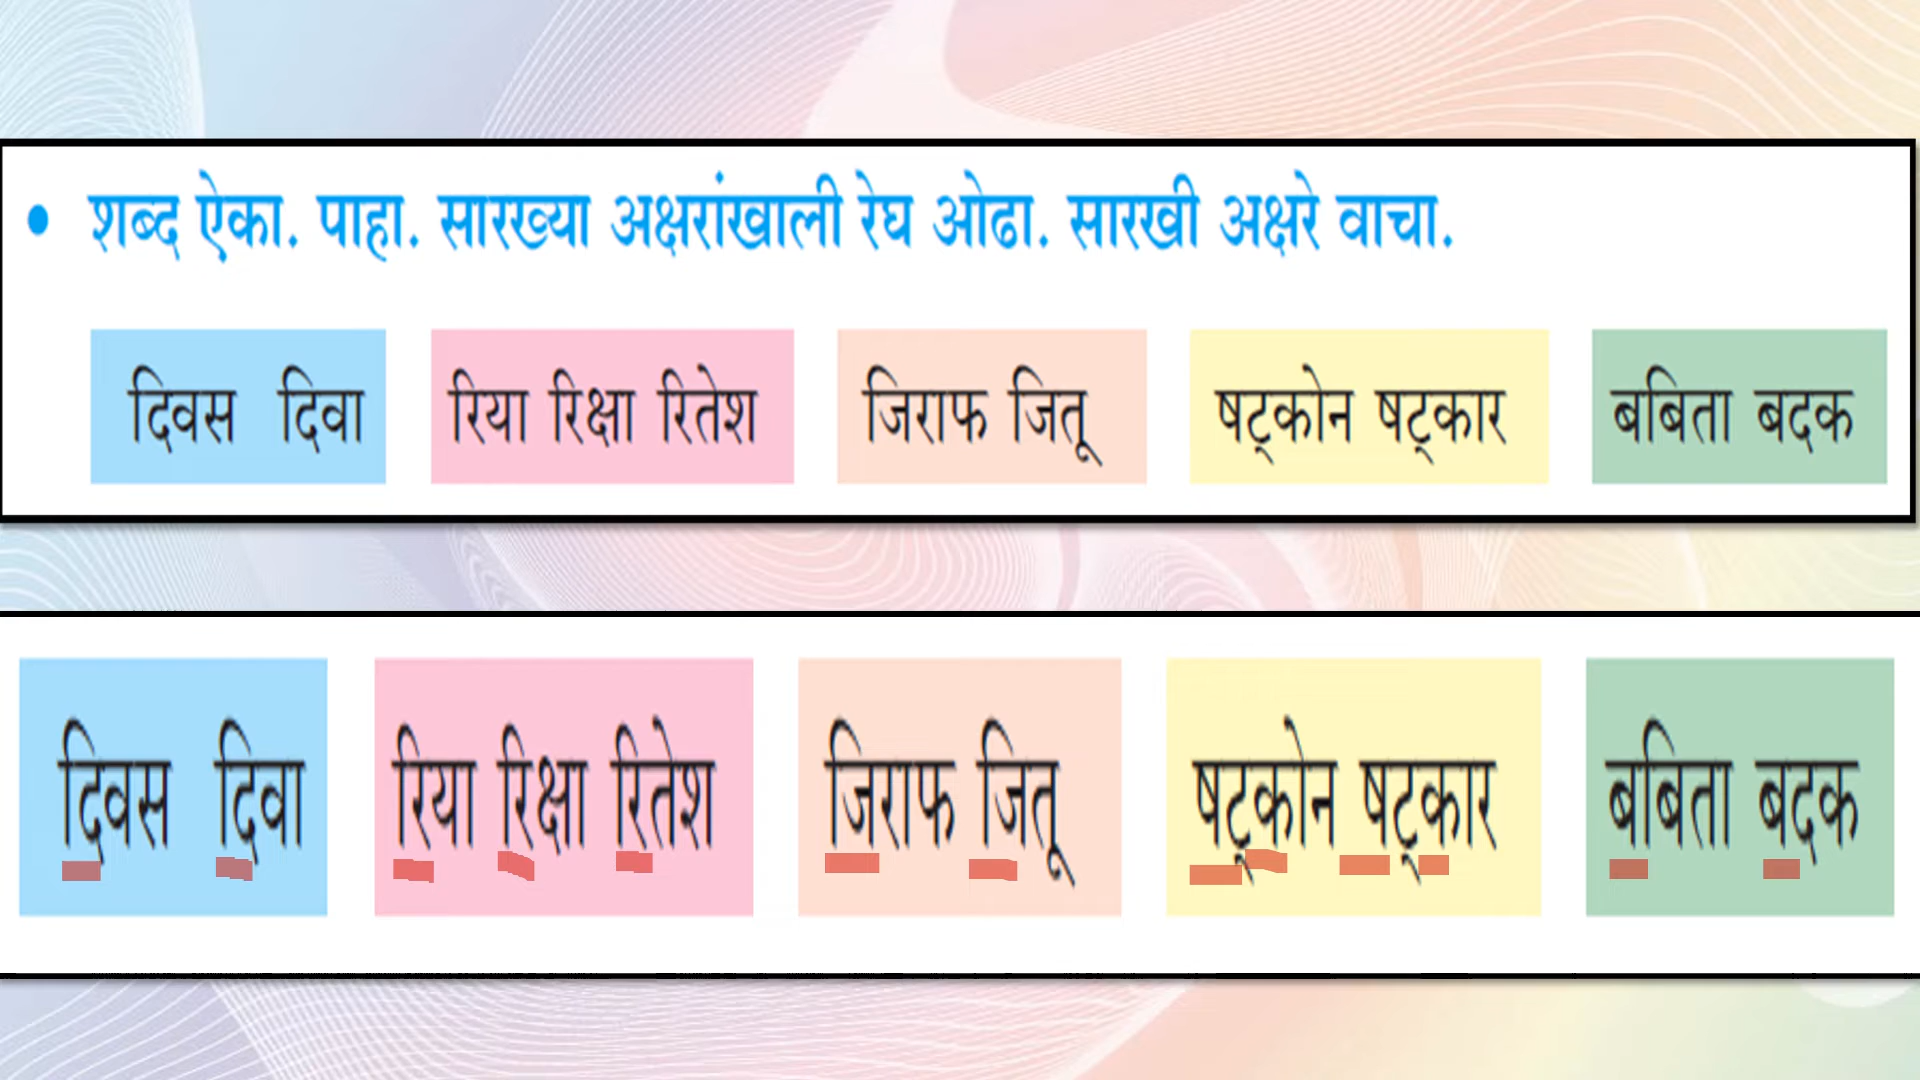 • शब्द ऐका. पाहा. सारख्या अक्षरांखाली रेघ ओढा. सारखी अक्षरे वाचा.
दिवस दिवा रिया रिक्षा रितेश जिराफ जितू षट्कोन षट्कार बबिता बदक
दिवस दिवा रिया रिक्षा रितेश जिराफ जितू षट्कोन षट्कार बबिता बदक